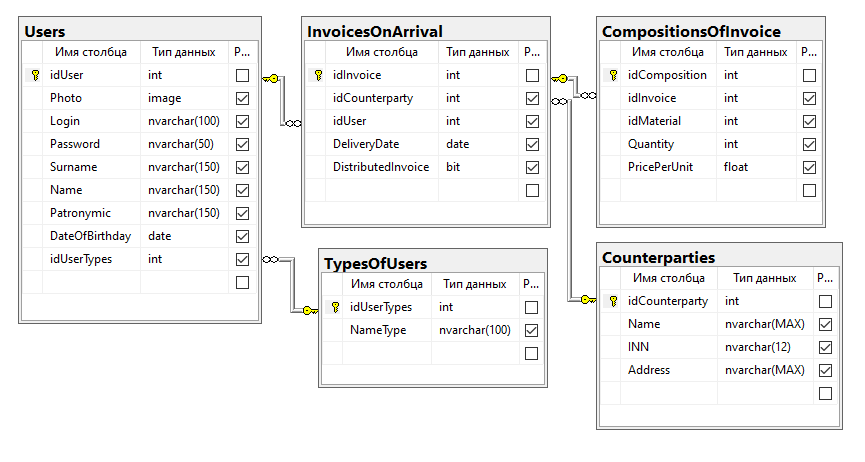 Users
Имя столбца Тип данных Р...
idUser int
Photo image
Login nvarchar(100)
Password nvarchar(50)
Surname nvarchar(150)
Name nvarchar(150)
Patronymic nvarchar(150)
DateOfBirthday date
idUserTypes int
InvoicesOnArrival
Имя столбца Тип данных Р...
idInvoice int
idCounterparty int
idUser int
DeliveryDate date
DistributedInvoice bit
CompositionsOfInvoice
Имя столбца Тип данных Р...
idComposition int
idInvoice int
idMaterial int
Quantity int
PricePerUnit float
TypesOfUsers
Имя столбца Тип данных Р...
idUserTypes int
NameType nvarchar(100)
Counterparties
Имя столбца Тип данных Р...
idCounterparty int
Name nvarchar(MAX)
INN nvarchar(12)
Address nvarchar(MAX)